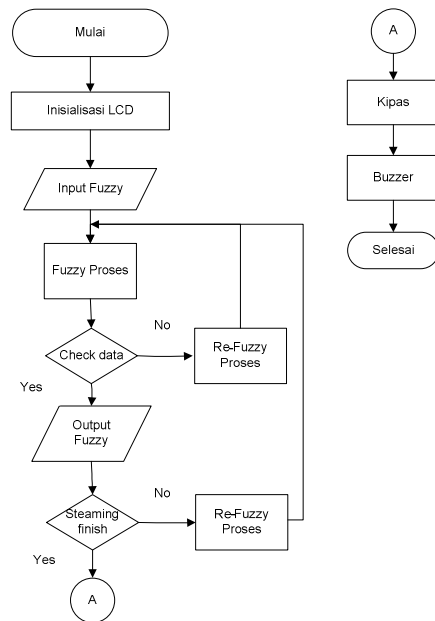 Mulai
Inisialisasi LCD
Input Fuzzy
Fuzzy Proses
Check data
No
Re-Fuzzy
Proses
Yes
Output
Fuzzy
Steaming
finish
No
Re-Fuzzy
Proses
Yes
A
A
Kipas
Buzzer
Selesai